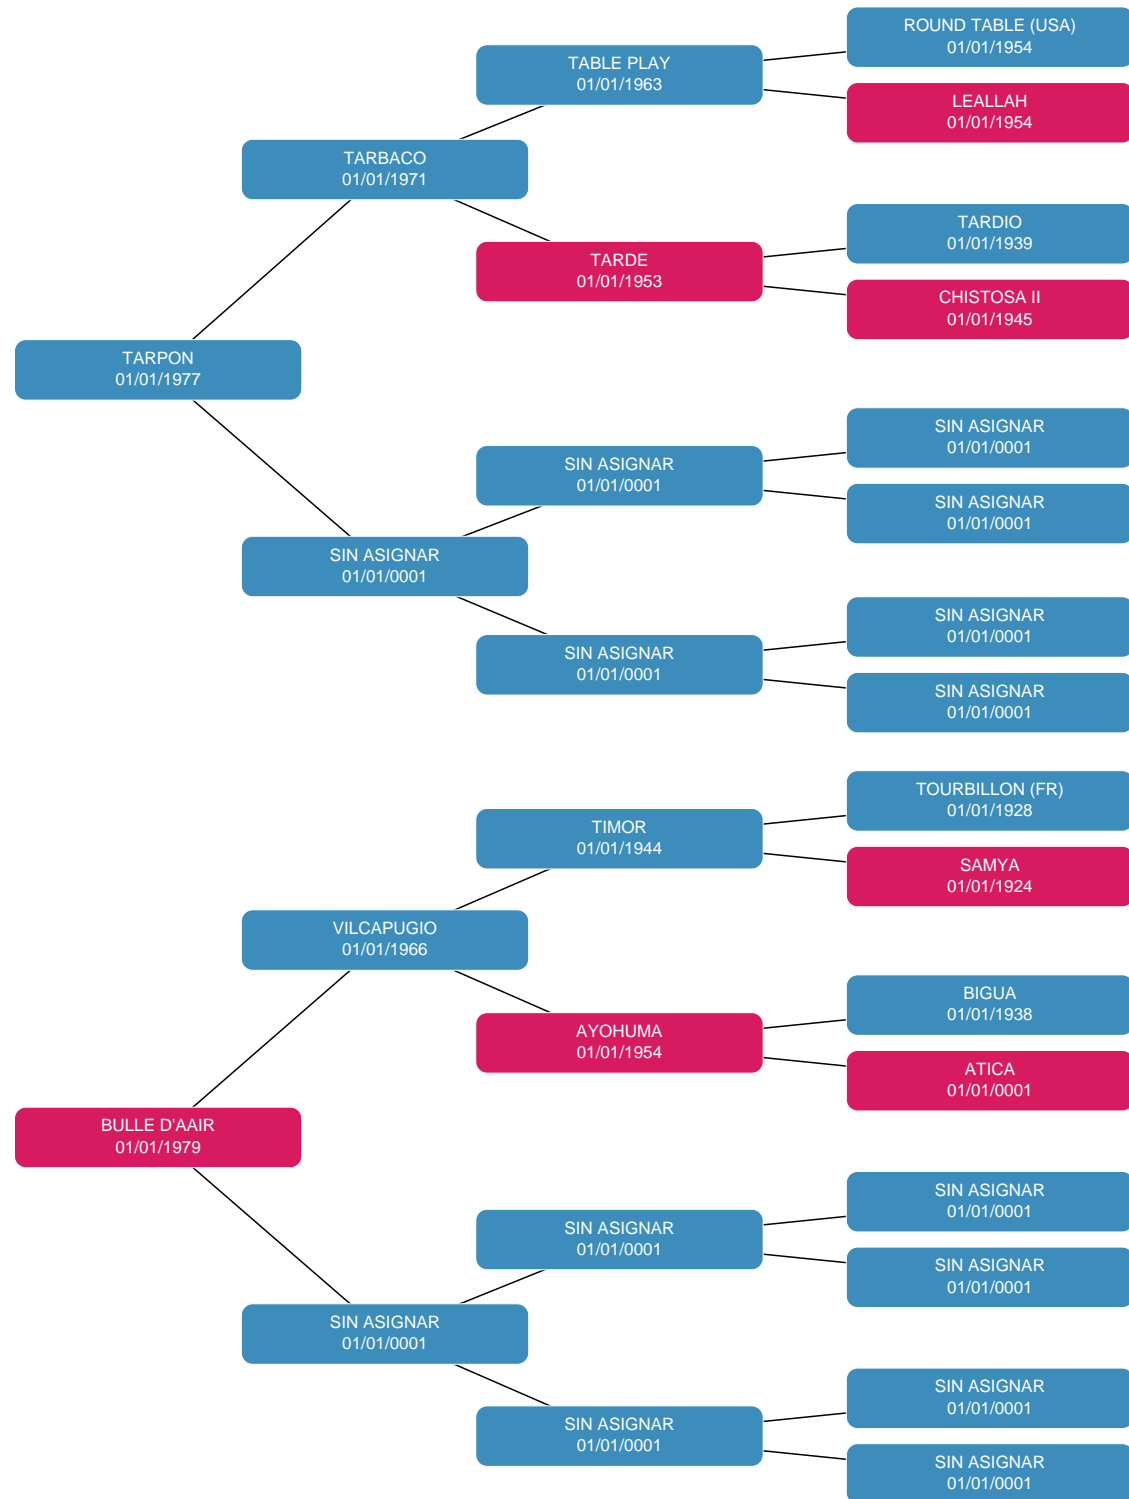 ROUND TABLE (USA)
01/01/1954
TABLE PLAY
01/01/1963
LEALLAH
01/01/1954
TARBACO
01/01/1971
TARDIO
01/01/1939
TARDE
01/01/1953
CHISTOSA II
01/01/1945
TARPON
01/01/1977
SIN ASIGNAR
01/01/0001
SIN ASIGNAR
01/01/0001
SIN ASIGNAR
01/01/0001
SIN ASIGNAR
01/01/0001
SIN ASIGNAR
01/01/0001
SIN ASIGNAR
01/01/0001
SIN ASIGNAR
01/01/0001
TOURBILLON (FR)
01/01/1928
TIMOR
01/01/1944
SAMYA
01/01/1924
VILCAPUGIO
01/01/1966
BIGUA
01/01/1938
AYOHUMA
01/01/1954
ATICA
01/01/0001
BULLE D'AAIR
01/01/1979
SIN ASIGNAR
01/01/0001
SIN ASIGNAR
01/01/0001
SIN ASIGNAR
01/01/0001
SIN ASIGNAR
01/01/0001
SIN ASIGNAR
01/01/0001
SIN ASIGNAR
01/01/0001
SIN ASIGNAR
01/01/0001